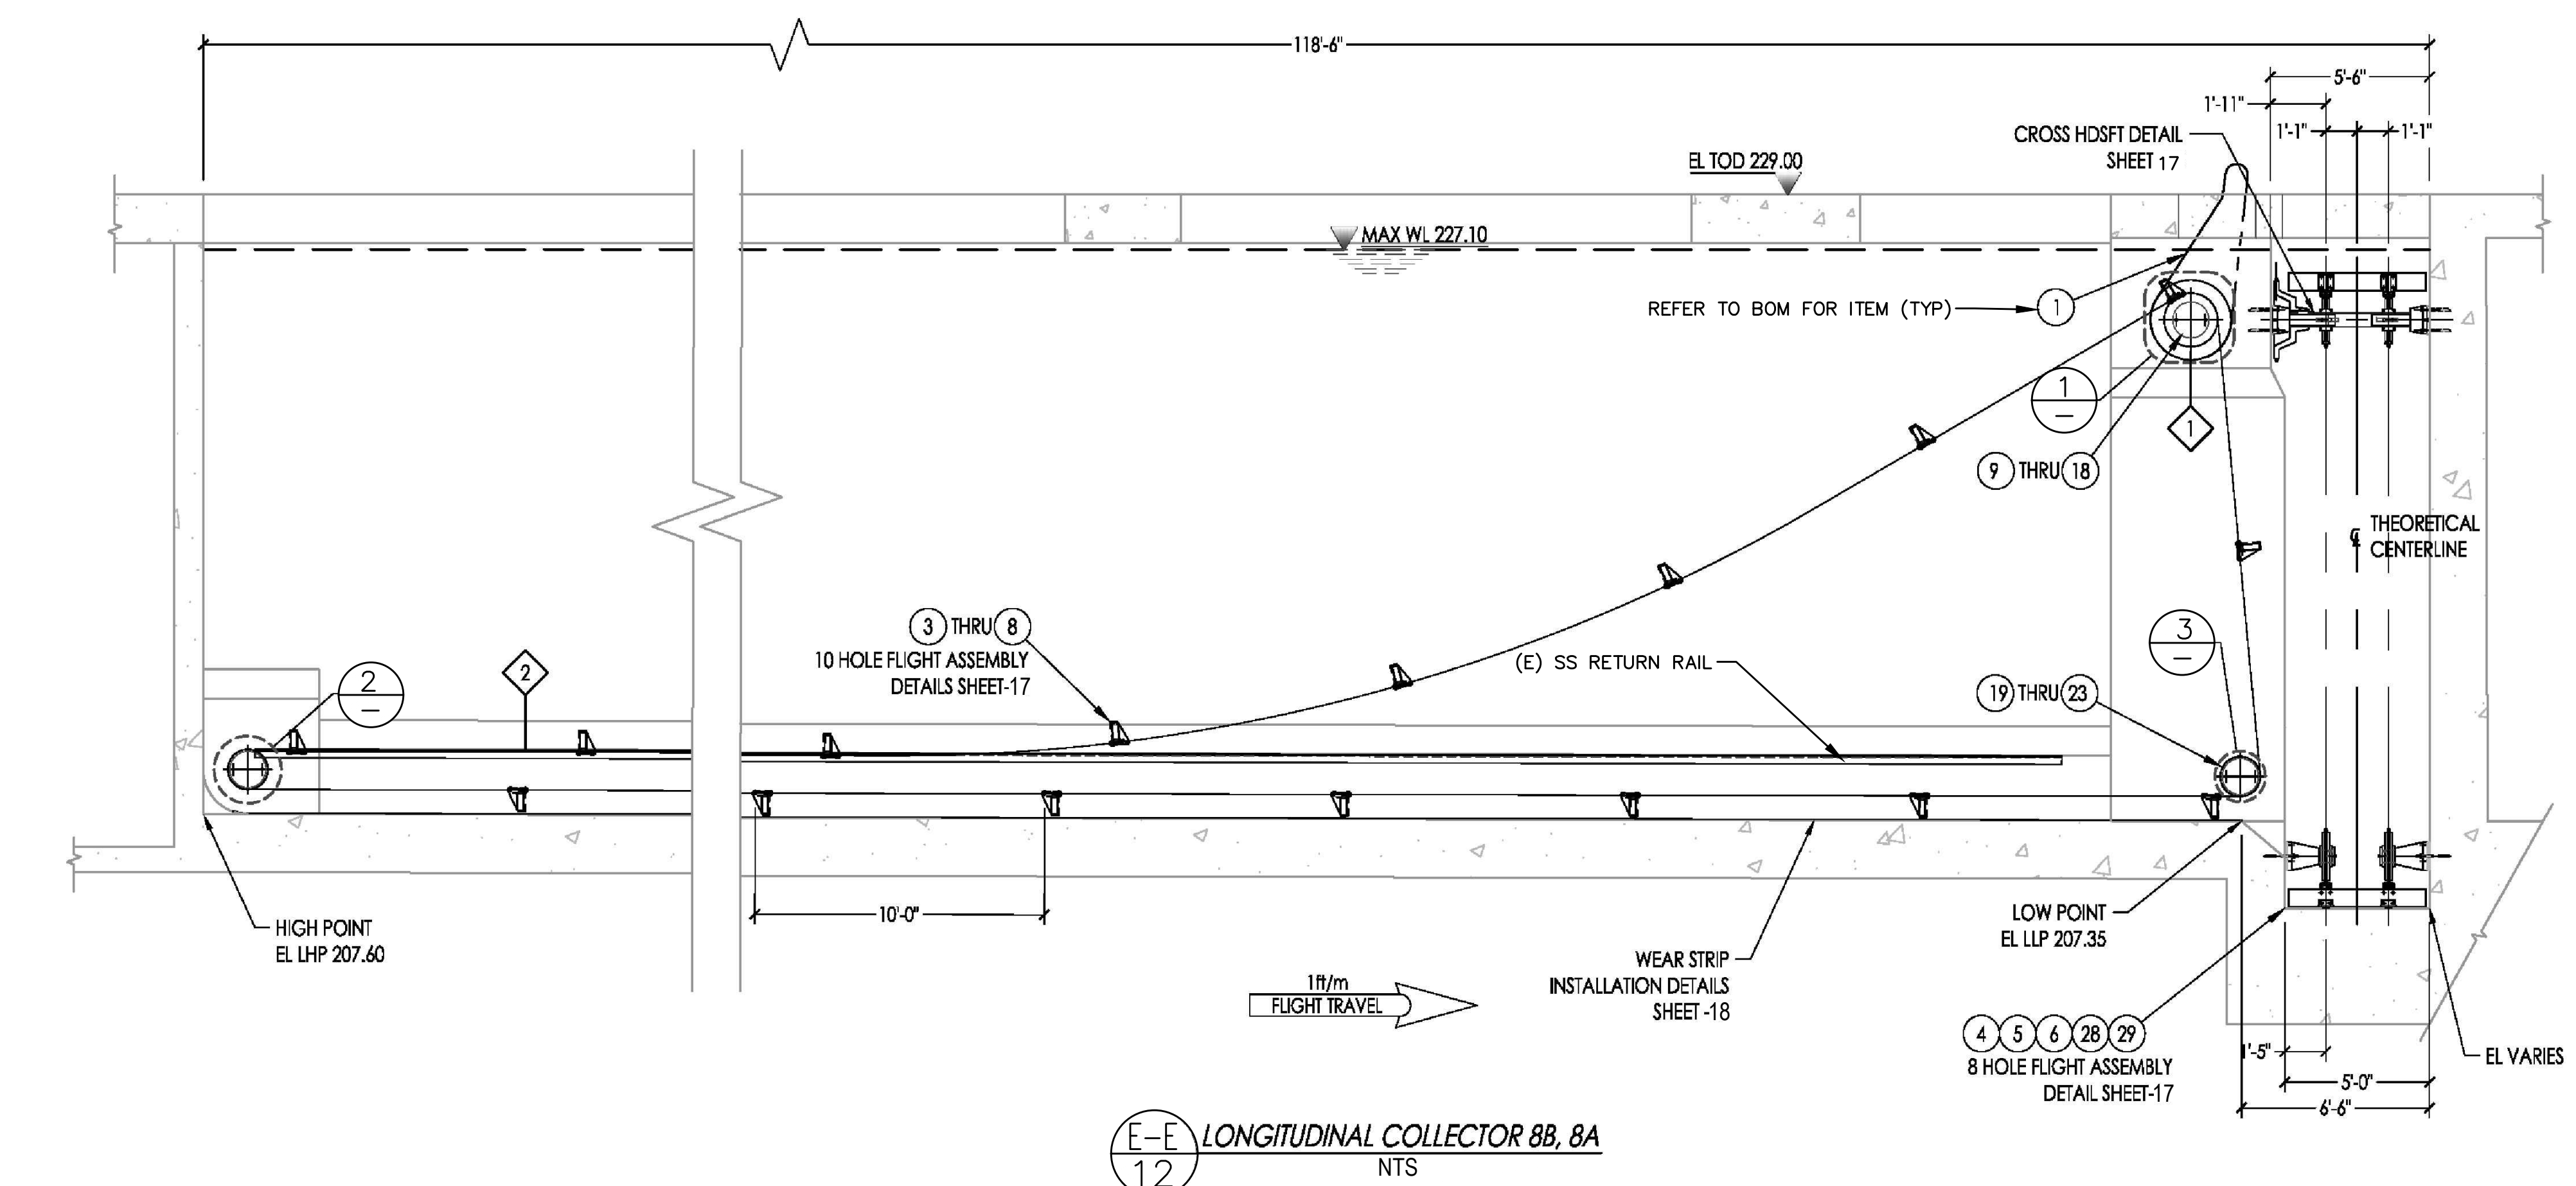 118'-6"
5'-6"
1'-11"
1'-1"
1'-1"
CROSS HDSFT DETAIL
SHEET 17
EL TOD 229.00
MAX WL 227.10
REFER TO BOM FOR ITEM (TYP)
1
1
—
1
9 THRU 18
THEORETICAL
CENTERLINE
3 THRU 8
10 HOLE FLIGHT ASSEMBLY
DETAILS SHEET-17
(E) SS RETURN RAIL
3
—
19 THRU 23
2
—
2
HIGH POINT
EL LHP 207.60
10'-0"
LOW POINT
EL LLP 207.35
WEAR STRIP
INSTALLATION DETAILS
SHEET -18
1ft/m
FLIGHT TRAVEL
4 5 6 28 29
8 HOLE FLIGHT ASSEMBLY
DETAIL SHEET-17
1'-5"
5'-0"
6'-6"
EL VARIES
E-E
12
LONGITUDINAL COLLECTOR 8B, 8A
NTS